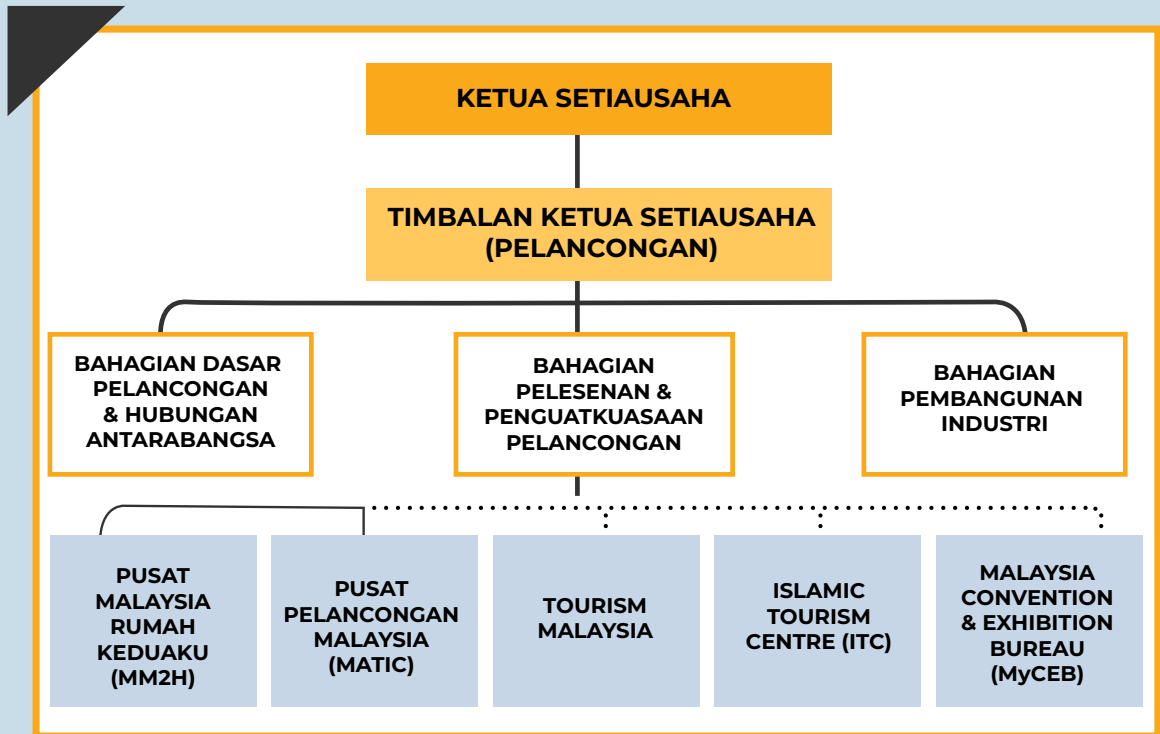 KETUA SETIAUSAHA
TIMBALAN KETUA SETIAUSAHA
(PELANCONGAN)
BAHAGIAN DASAR
PELANCONGAN
& HUBUNGAN
ANTARABANGSA
BAHAGIAN
PELESENAN &
PENGUATKUASAAN
PELANCONGAN
BAHAGIAN
PEMBANGUNAN
INDUSTRI
PUSAT
MALAYSIA
RUMAH
KEDUAKU
(MM2H)
PUSAT
PELANCONGAN
MALAYSIA
(MATIC)
TOURISM
MALAYSIA
ISLAMIC
TOURISM
CENTRE (ITC)
MALAYSIA
CONVENTION
& EXHIBITION
BUREAU
(MyCEB)